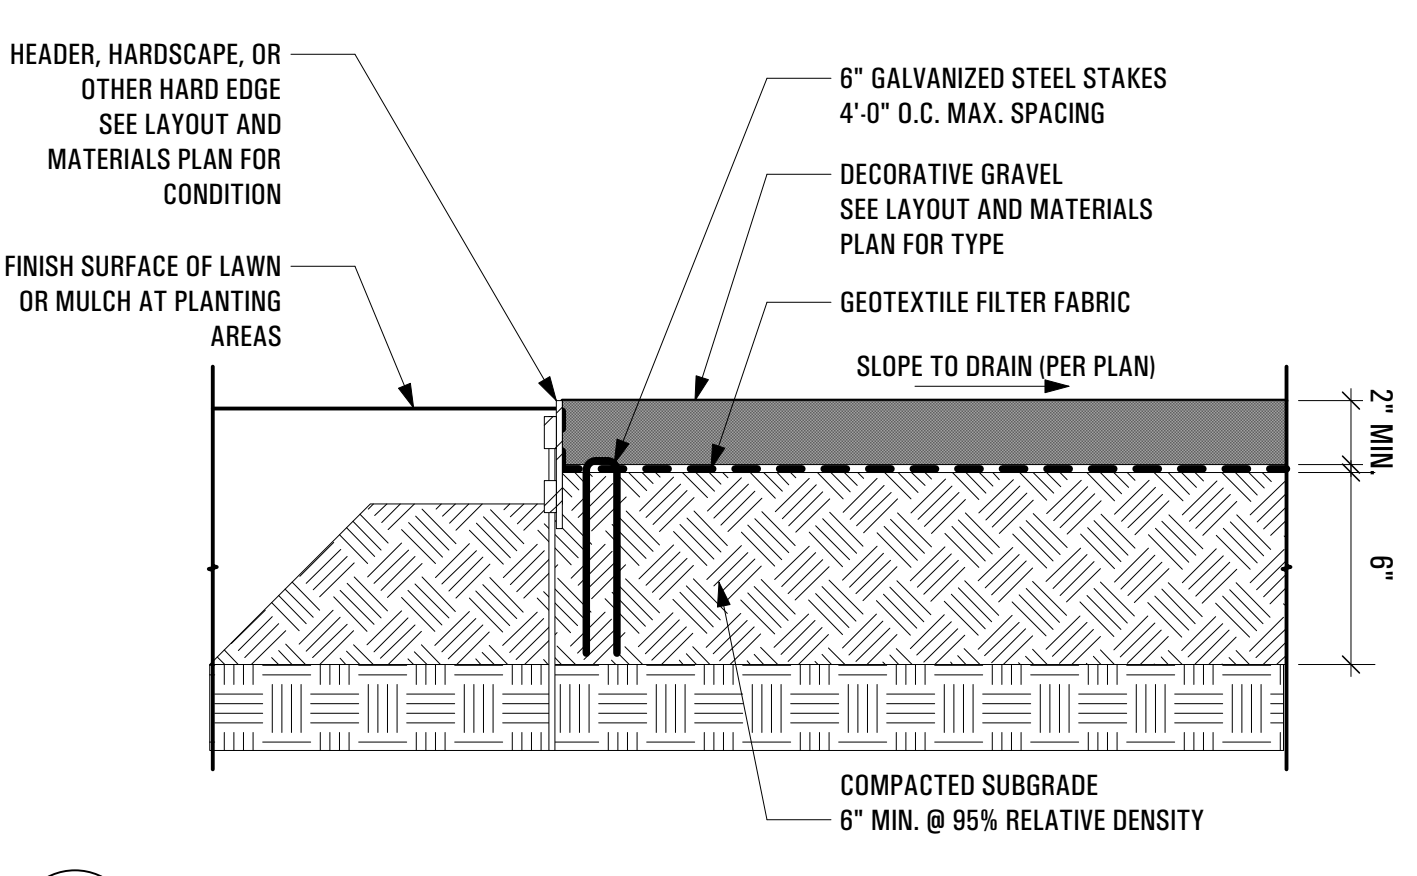 HEADER, HARDSCAPE, OR
OTHER HARD EDGE
SEE LAYOUT AND
MATERIALS PLAN FOR
CONDITION
FINISH SURFACE OF LAWN
OR MULCH AT PLANTING
AREAS
6" GALVANIZED STEEL STAKES
4'-0" O.C. MAX. SPACING
DECORATIVE GRAVEL
SEE LAYOUT AND MATERIALS
PLAN FOR TYPE
GEOTEXTILE FILTER FABRIC
SLOPE TO DRAIN (PER PLAN)
2" MIN.
6"
COMPACTED SUBGRADE
6" MIN. @ 95% RELATIVE DENSITY